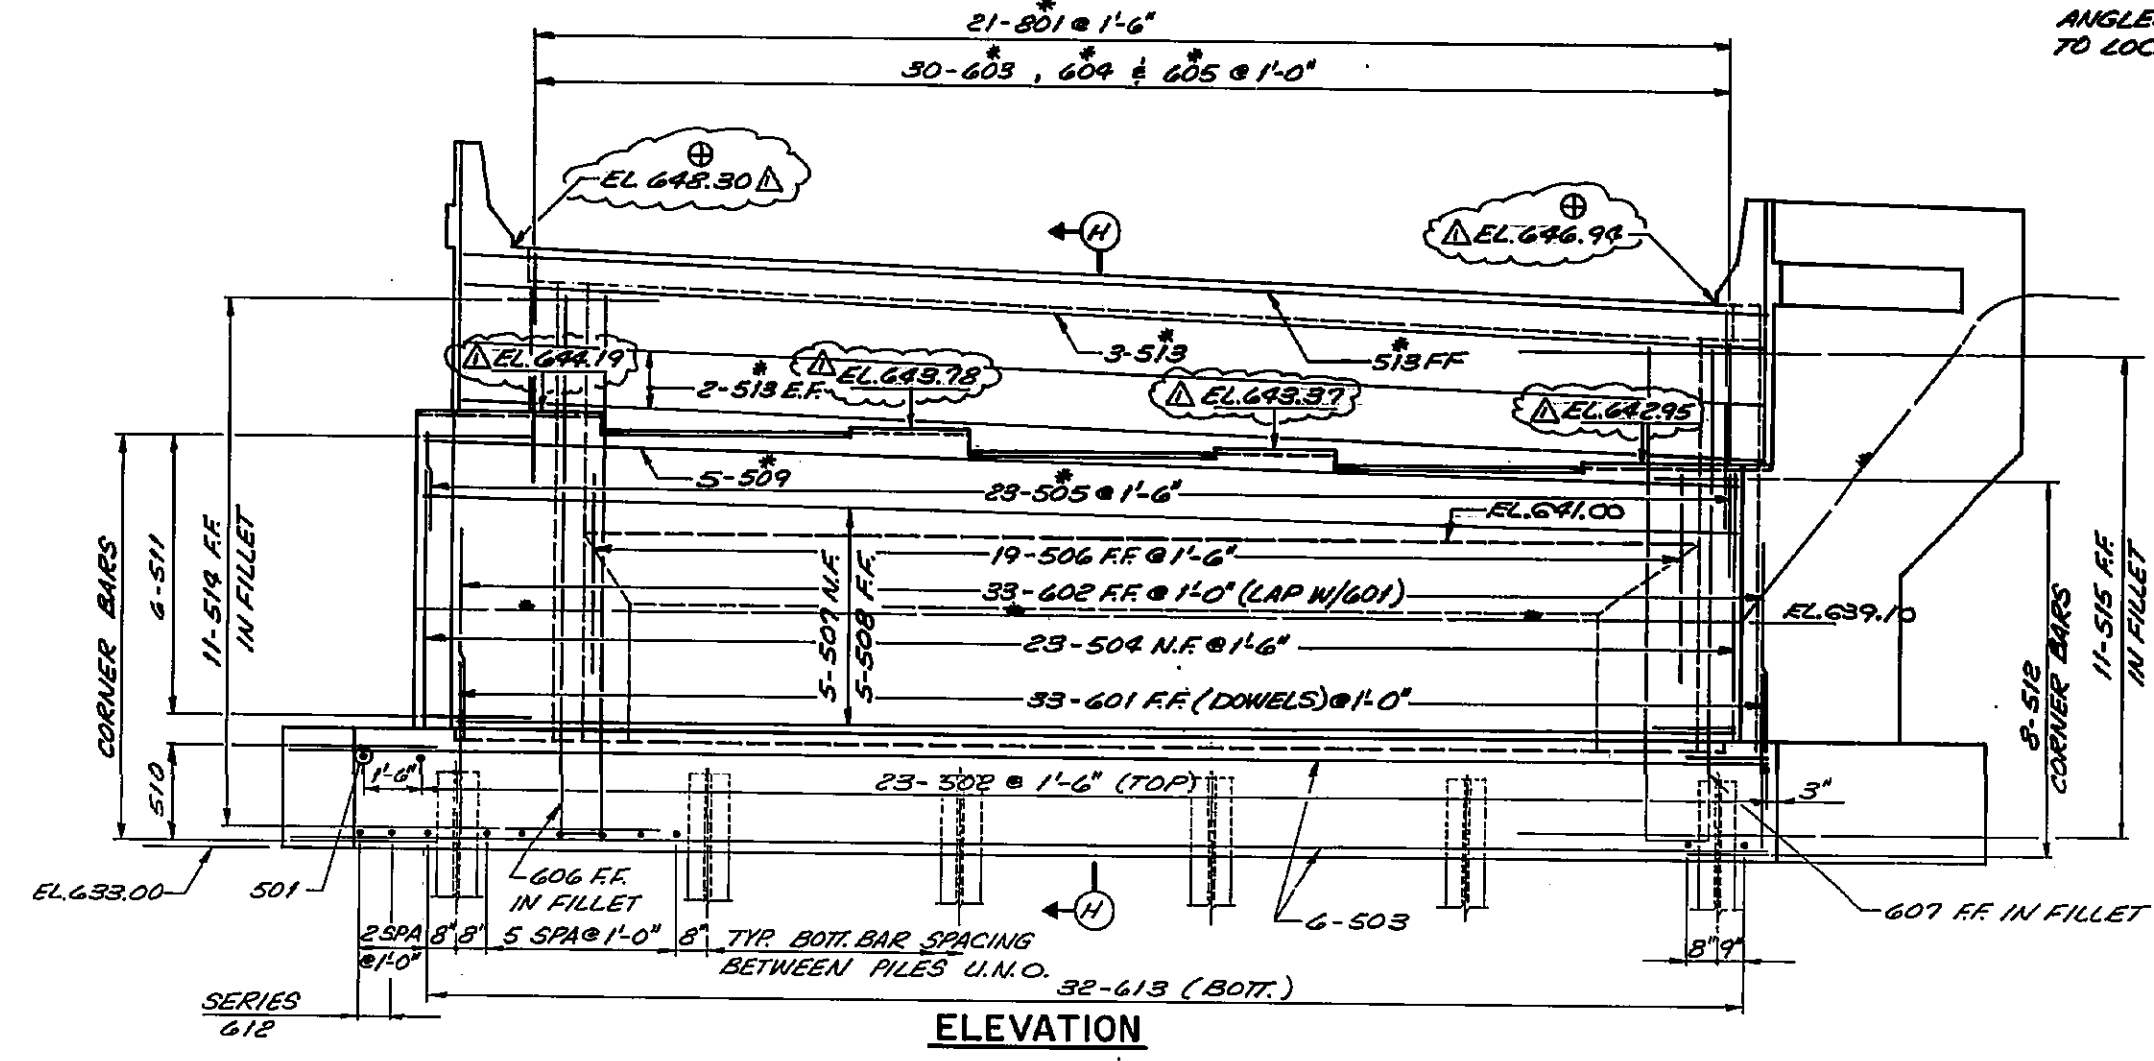 21-801* @ 1'-6"
30-603*, 604* & 605* @ 1'-0"
ANGLE
TO LOC
⊕
EL. 648.30 △1
⊕
△1 EL. 646.94
H
△1 EL. 644.19
△1 EL. 643.78
△1 EL. 643.37
△1 EL. 642.95
3-513*
513* FF
2-513* E.F.
5-509*
23-505* @ 1'-6"
EL. 641.00
19-506 F.F. @ 1'-6"
33-602 F.F. @ 1'-0" (LAP W/601)
EL. 639.10
23-504 N.F. @ 1'-6"
33-601 F.F. (DOWELS) @ 1'-0"
5-507 N.F.
5-508 F.F.
CORNER BARS
6-511
510
11-514 F.F.
IN FILLET
8-512
CORNER BARS
11-515 F.F.
IN FILLET
1'-6"
23-502 @ 1'-6" (TOP)
3"
EL. 633.00
501
606 F.F.
IN FILLET
H
6-503
607 F.F. IN FILLET
2 SPA
@ 1'-0"
8" 8"
5 SPA @ 1'-0"
8"
TYP. BOTT. BAR SPACING
BETWEEN PILES U.N.O.
8" 9"
32-613 (BOTT.)
SERIES
612
ELEVATION